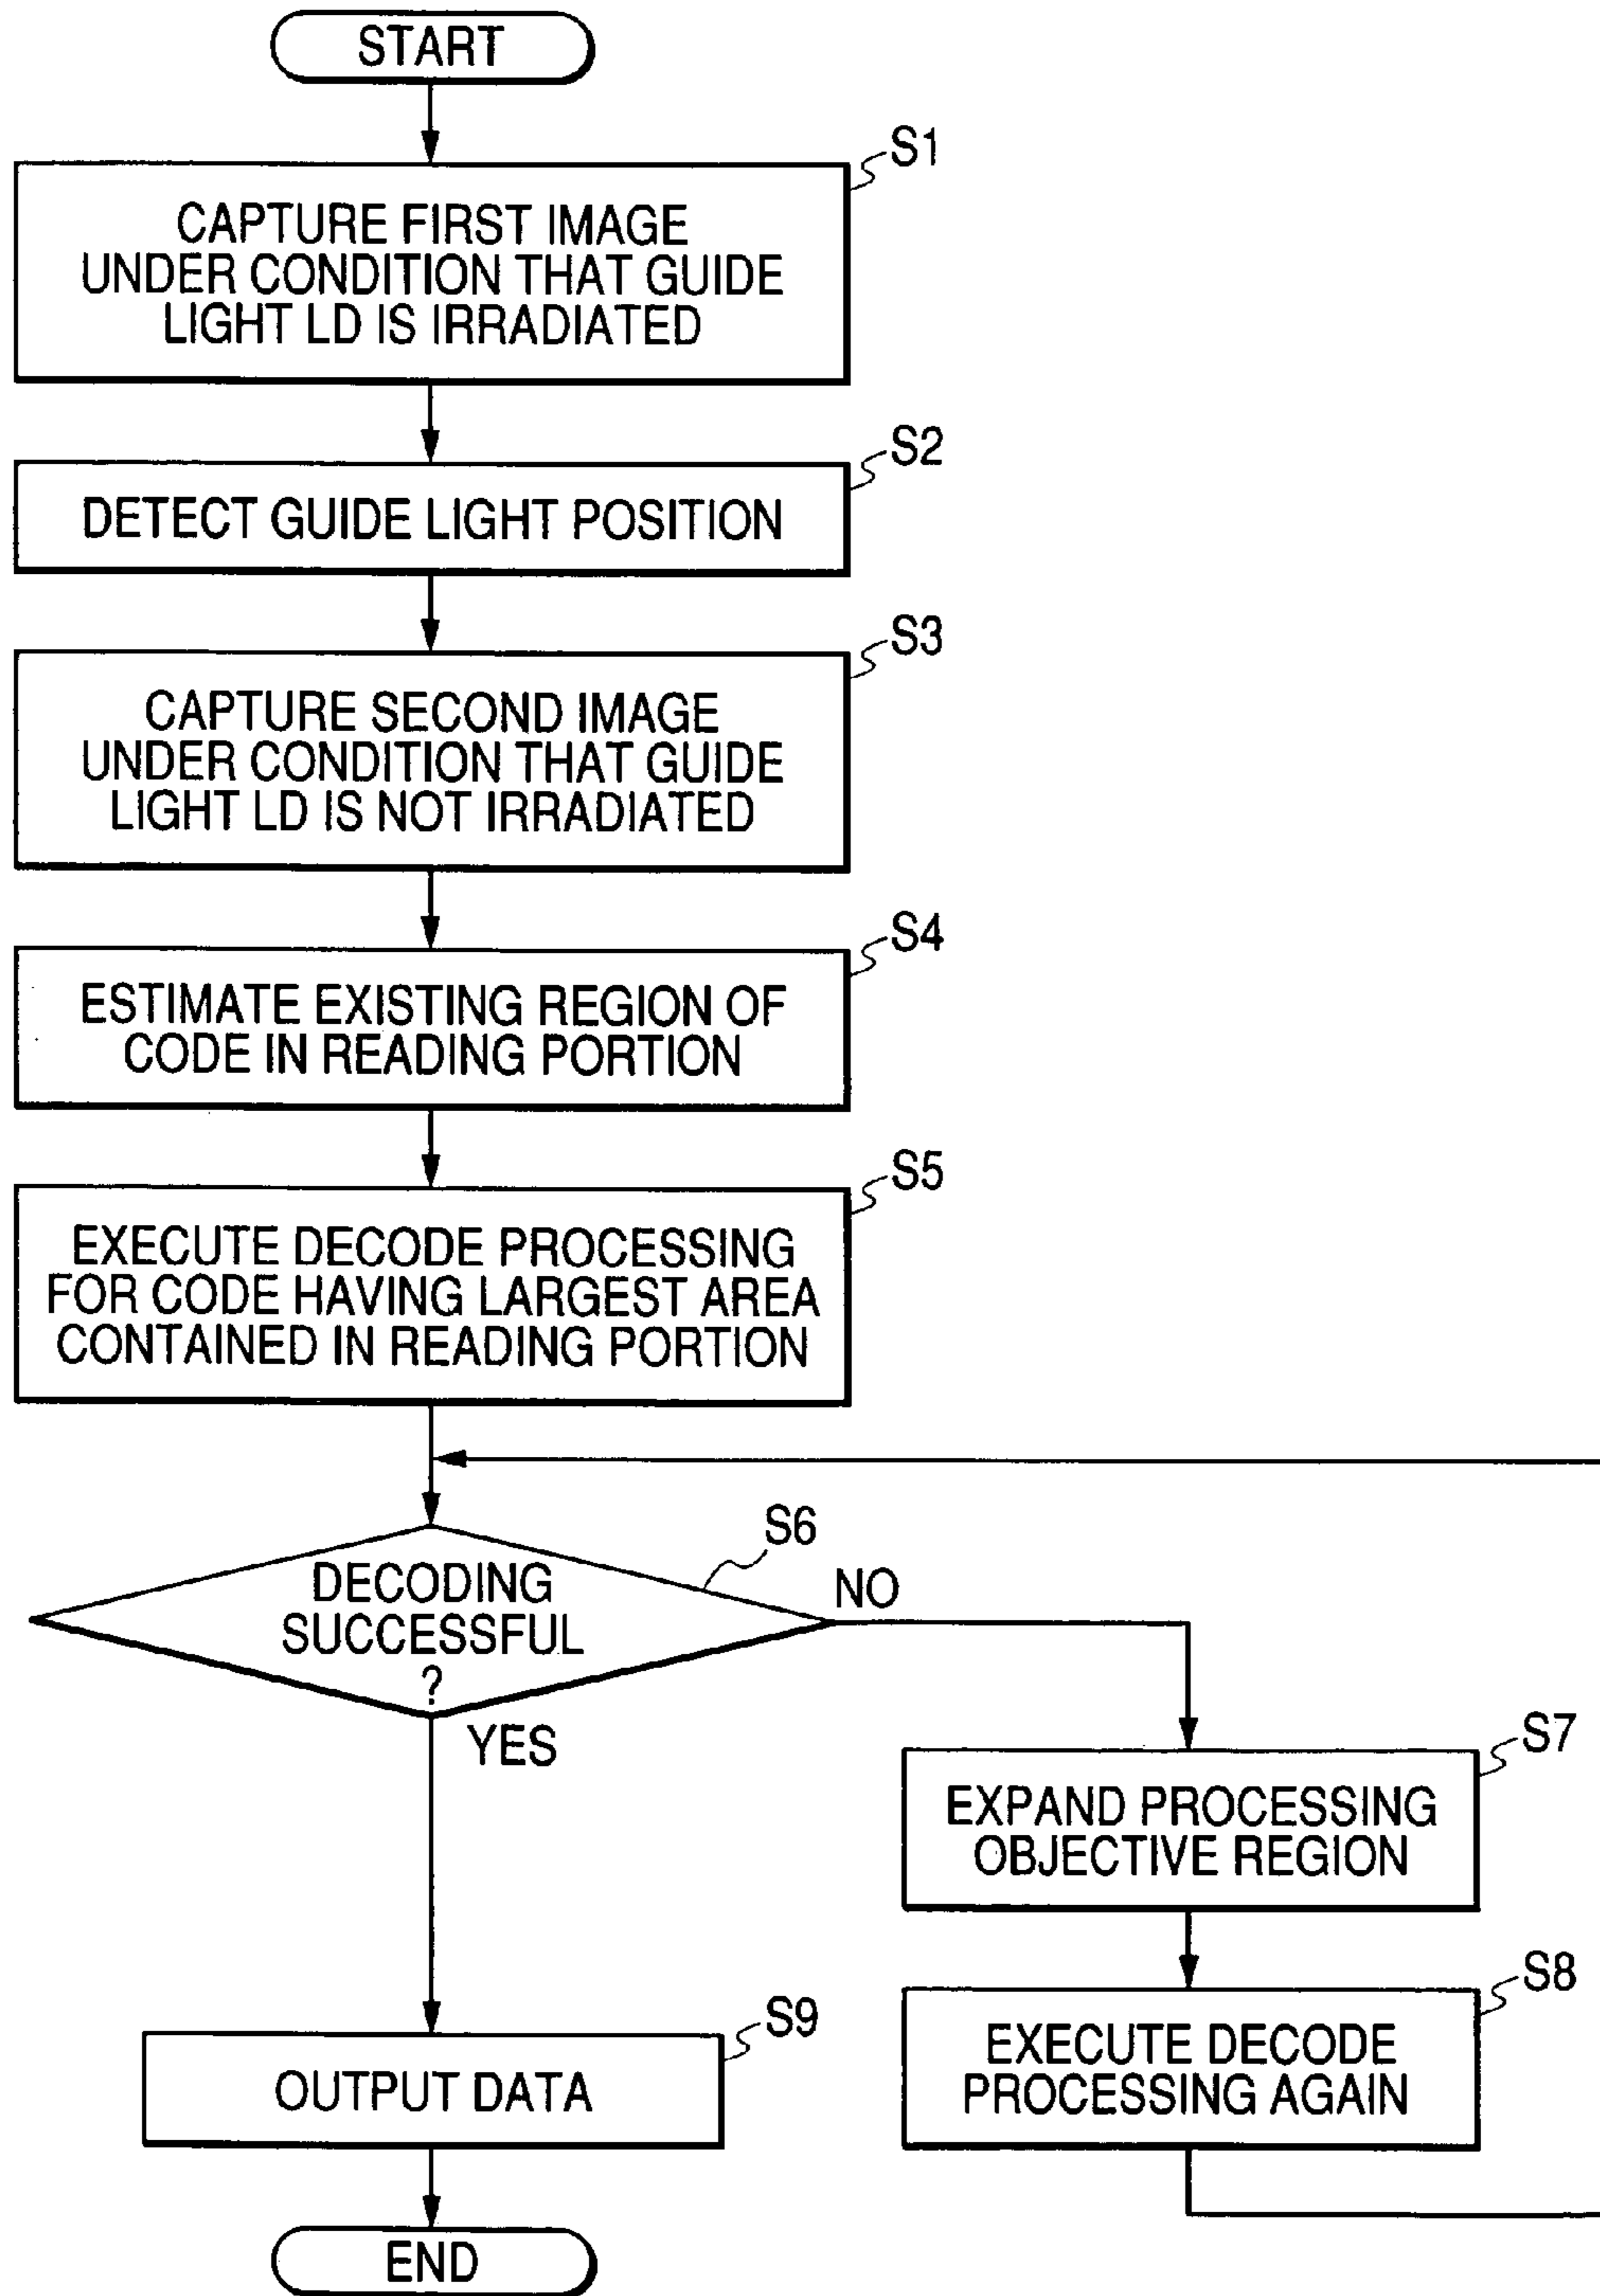 START
S1
CAPTURE FIRST IMAGE
UNDER CONDITION THAT GUIDE
LIGHT LD IS IRRADIATED
S2
DETECT GUIDE LIGHT POSITION
S3
CAPTURE SECOND IMAGE
UNDER CONDITION THAT GUIDE
LIGHT LD IS NOT IRRADIATED
S4
ESTIMATE EXISTING REGION OF
CODE IN READING PORTION
S5
EXECUTE DECODE PROCESSING
FOR CODE HAVING LARGEST AREA
CONTAINED IN READING PORTION
S6
DECODING
SUCCESSFUL
?
NO
YES
S7
EXPAND PROCESSING
OBJECTIVE REGION
S8
EXECUTE DECODE
PROCESSING AGAIN
S9
OUTPUT DATA
END